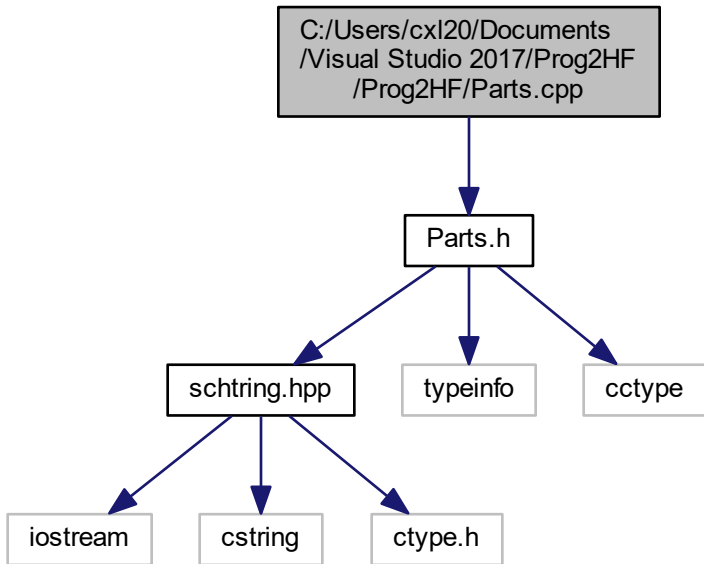 C:/Users/cxl20/Documents
/Visual Studio 2017/Prog2HF
/Prog2HF/Parts.cpp
Parts.h
schtring.hpp
typeinfo
cctype
iostream
cstring
ctype.h